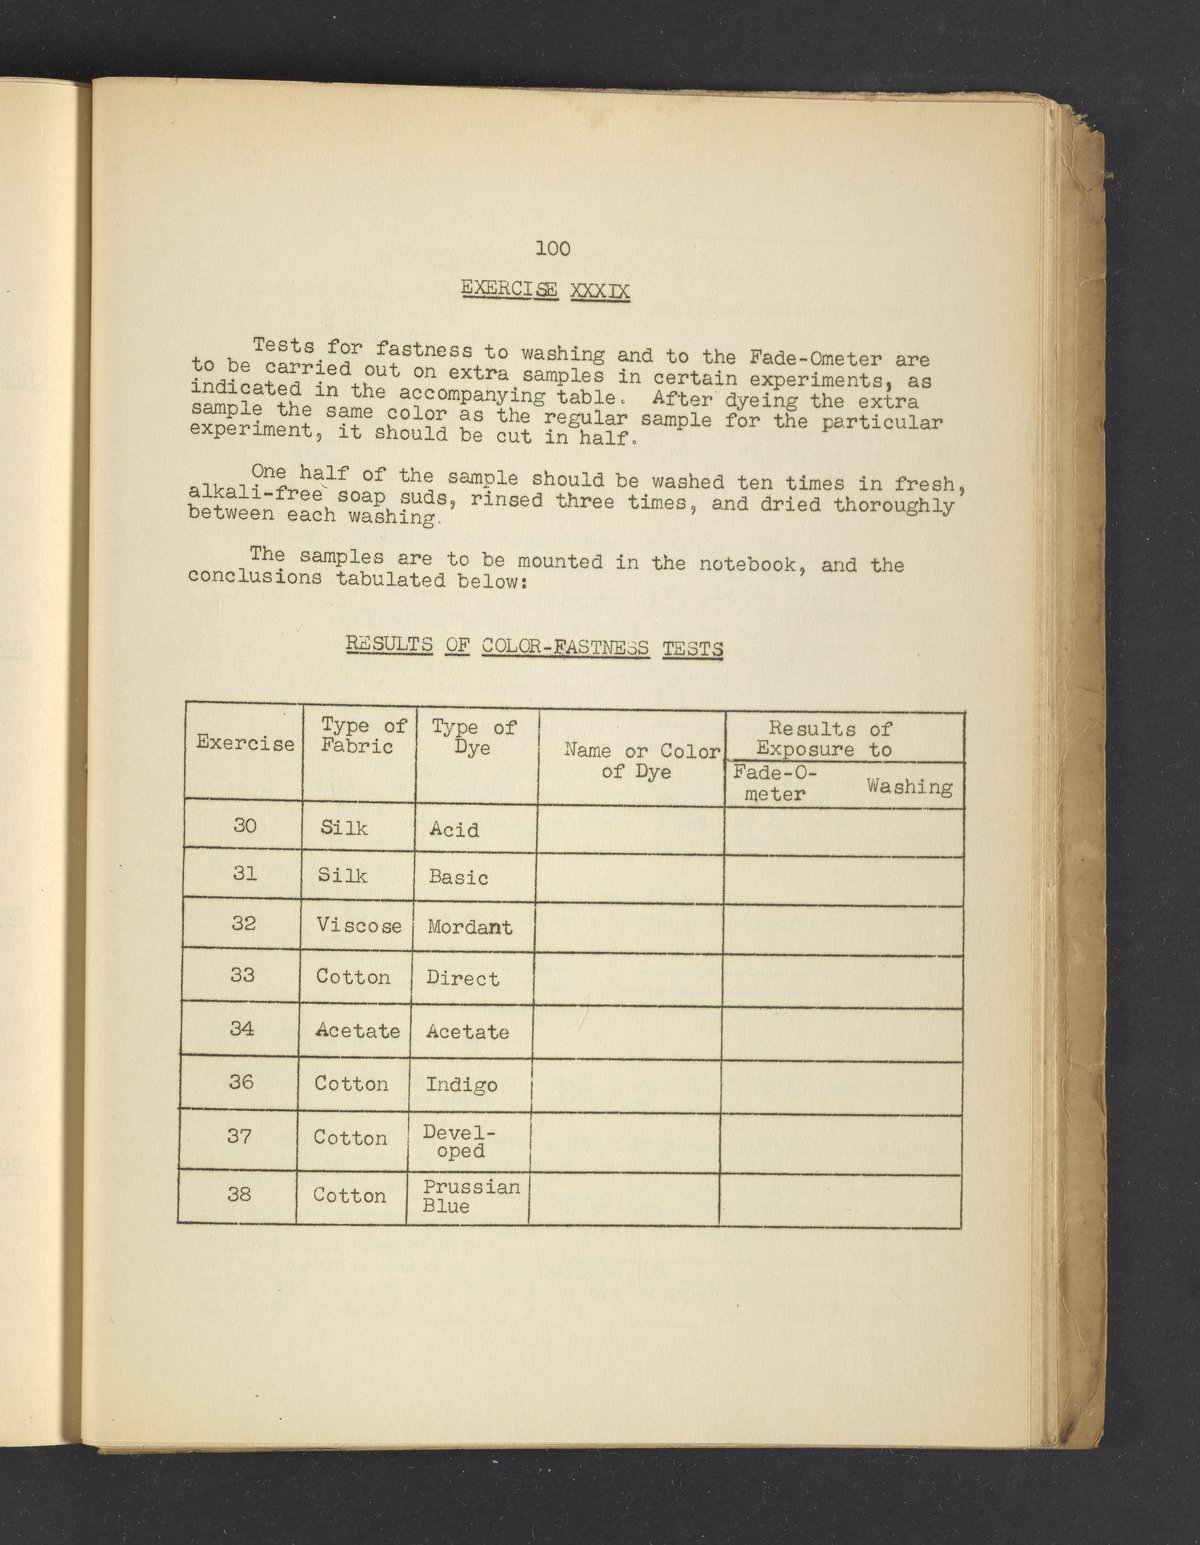 100
EXERCISE XXXIX
Tests for fastness to washing and to the Fade-Ometer are
to be carried out on extra samples in certain experiments, as
indicated in the accompanying table. After dyeing the extra
sample the same color as the regular sample for the particular
experiment, it should be cut in half.
One half of the sample should be washed ten times in fresh,
alkali-free soap suds, rinsed three times, and dried thoroughly
between each washing.
The samples are to be mounted in the notebook, and the
conclusions tabulated below:
RESULTS OF COLOR-FASTNESS TESTS
Exercise
Type of
Fabric
Type of
Dye
Name or Color
of Dye
Results of
Exposure to
Fade-O-
meter
Washing
30 Silk Acid
31 Silk Basic
32 Viscose Mordant
33 Cotton Direct
34 Acetate Acetate
36 Cotton Indigo
37 Cotton Devel-
oped
38 Cotton Prussian
Blue